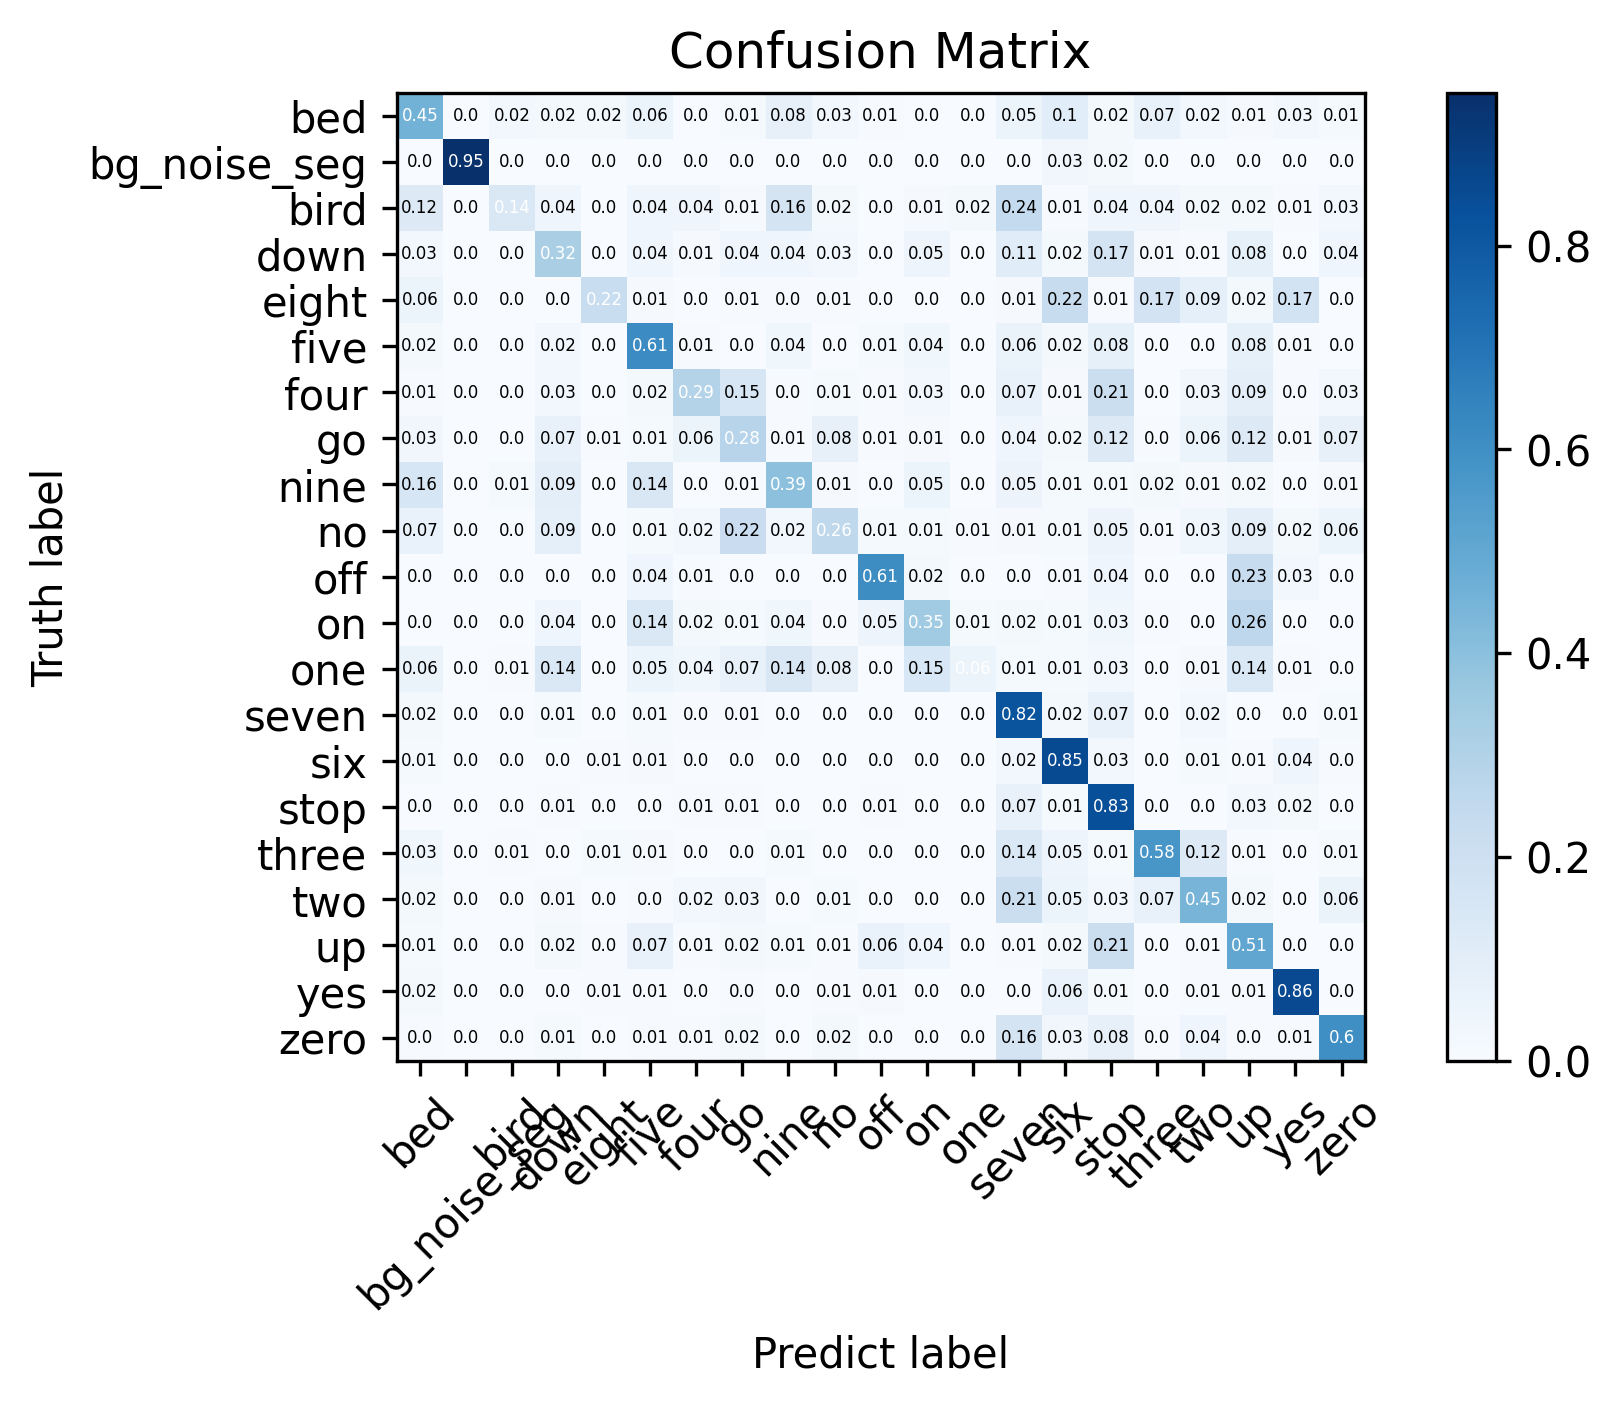 Confusion Matrix
bed 0.45 0.0 0.02 0.02 0.02 0.06 0.0 0.01 0.08 0.03 0.01 0.0 0.0 0.05 0.1 0.02 0.07 0.02 0.01 0.03 0.01
bg_noise_seg 0.0 0.95 0.0 0.0 0.0 0.0 0.0 0.0 0.0 0.0 0.0 0.0 0.0 0.0 0.03 0.02 0.0 0.0 0.0 0.0 0.0
bird 0.12 0.0 0.14 0.04 0.0 0.04 0.04 0.01 0.16 0.02 0.0 0.01 0.02 0.24 0.01 0.04 0.04 0.02 0.02 0.01 0.03
down 0.03 0.0 0.0 0.32 0.0 0.04 0.01 0.04 0.04 0.03 0.0 0.05 0.0 0.11 0.02 0.17 0.01 0.01 0.08 0.0 0.04
eight 0.06 0.0 0.0 0.0 0.22 0.01 0.0 0.01 0.0 0.01 0.0 0.0 0.0 0.01 0.22 0.01 0.17 0.09 0.02 0.17 0.0
five 0.02 0.0 0.0 0.02 0.0 0.61 0.01 0.0 0.04 0.0 0.01 0.04 0.0 0.06 0.02 0.08 0.0 0.0 0.08 0.01 0.0
four 0.01 0.0 0.0 0.03 0.0 0.02 0.29 0.15 0.0 0.01 0.01 0.03 0.0 0.07 0.01 0.21 0.0 0.03 0.09 0.0 0.03
go 0.03 0.0 0.0 0.07 0.01 0.01 0.06 0.28 0.01 0.08 0.01 0.01 0.0 0.04 0.02 0.12 0.0 0.06 0.12 0.01 0.07
nine 0.16 0.0 0.01 0.09 0.0 0.14 0.0 0.01 0.39 0.01 0.0 0.05 0.0 0.05 0.01 0.01 0.02 0.01 0.02 0.0 0.01
no 0.07 0.0 0.0 0.09 0.0 0.01 0.02 0.22 0.02 0.26 0.01 0.01 0.01 0.01 0.01 0.05 0.01 0.03 0.09 0.02 0.06
off 0.0 0.0 0.0 0.0 0.0 0.04 0.01 0.0 0.0 0.0 0.61 0.02 0.0 0.0 0.01 0.04 0.0 0.0 0.23 0.03 0.0
on 0.0 0.0 0.0 0.04 0.0 0.14 0.02 0.01 0.04 0.0 0.05 0.35 0.01 0.02 0.01 0.03 0.0 0.0 0.26 0.0 0.0
one 0.06 0.0 0.01 0.14 0.0 0.05 0.04 0.07 0.14 0.08 0.0 0.15 0.06 0.01 0.01 0.03 0.0 0.01 0.14 0.01 0.0
seven 0.02 0.0 0.0 0.01 0.0 0.01 0.0 0.01 0.0 0.0 0.0 0.0 0.0 0.82 0.02 0.07 0.0 0.02 0.0 0.0 0.01
six 0.01 0.0 0.0 0.0 0.01 0.01 0.0 0.0 0.0 0.0 0.0 0.0 0.0 0.02 0.85 0.03 0.0 0.01 0.01 0.04 0.0
stop 0.0 0.0 0.0 0.01 0.0 0.0 0.01 0.01 0.0 0.0 0.01 0.0 0.0 0.07 0.01 0.83 0.0 0.0 0.03 0.02 0.0
three 0.03 0.0 0.01 0.0 0.01 0.01 0.0 0.0 0.01 0.0 0.0 0.0 0.0 0.14 0.05 0.01 0.58 0.12 0.01 0.0 0.01
two 0.02 0.0 0.0 0.01 0.0 0.0 0.02 0.03 0.0 0.01 0.0 0.0 0.0 0.21 0.05 0.03 0.07 0.45 0.02 0.0 0.06
up 0.01 0.0 0.0 0.02 0.0 0.07 0.01 0.02 0.01 0.01 0.06 0.04 0.0 0.01 0.02 0.21 0.0 0.01 0.51 0.0 0.0
yes 0.02 0.0 0.0 0.0 0.01 0.01 0.0 0.0 0.0 0.01 0.01 0.0 0.0 0.0 0.06 0.01 0.0 0.01 0.01 0.86 0.0
zero 0.0 0.0 0.0 0.01 0.0 0.01 0.01 0.02 0.0 0.02 0.0 0.0 0.0 0.16 0.03 0.08 0.0 0.04 0.0 0.01 0.6
bed bg_noise_seg bird down eight five four go nine no off on one seven six stop three two up yes zero
Predict label
Truth label
0.8
0.6
0.4
0.2
0.0